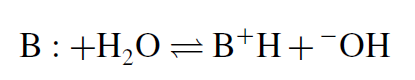 B : +H₂O ⇌ B⁺H + ⁻OH